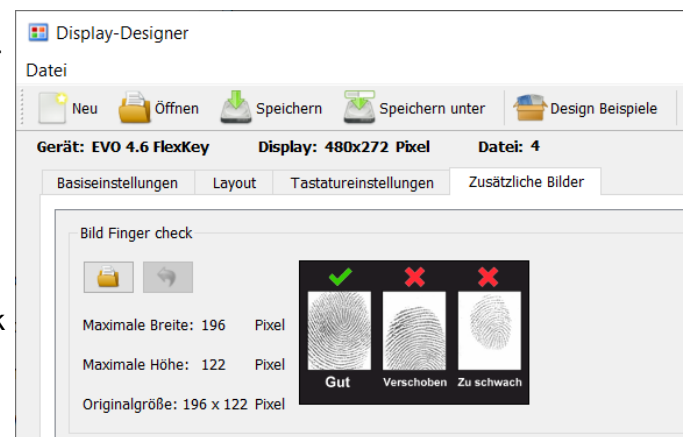 Display-Designer
Datei
Neu Öffnen Speichern Speichern unter Design Beispiele
Gerät: EVO 4.6 FlexKey Display: 480x272 Pixel Datei: 4
Basiseinstellungen Layout Tastatureinstellungen Zusätzliche Bilder
Bild Finger check
Maximale Breite: 196 Pixel
Maximale Höhe: 122 Pixel
Originalgröße: 196 x 122 Pixel
Gut Verschoben Zu schwach
k